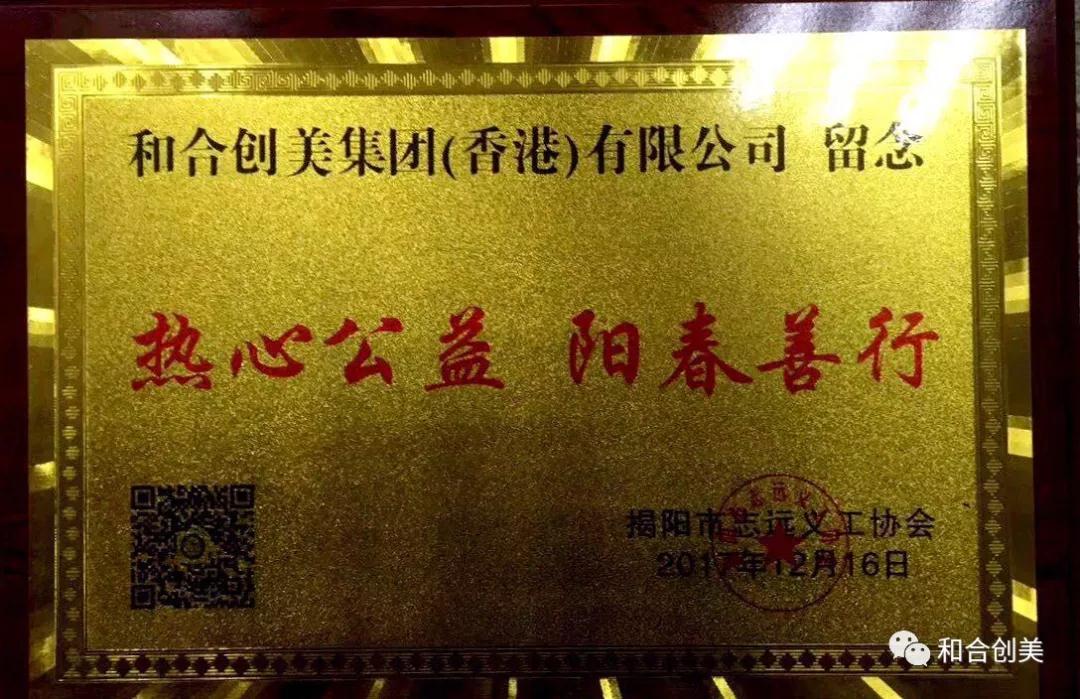 和合创美集团(香港)有限公司 留念
热心公益 阳春善行
揭阳市志远义工协会
2017年12月16日
和合创美